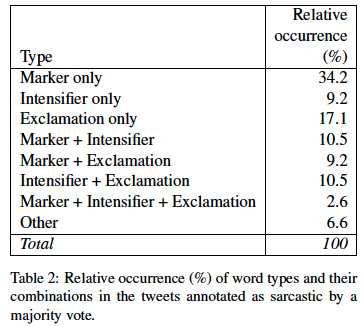 Relative
occurrence
Type (%)
Marker only 34.2
Intensifier only 9.2
Exclamation only 17.1
Marker + Intensifier 10.5
Marker + Exclamation 9.2
Intensifier + Exclamation 10.5
Marker + Intensifier + Exclamation 2.6
Other 6.6
Total 100
Table 2: Relative occurrence (%) of word types and their
combinations in the tweets annotated as sarcastic by a
majority vote.